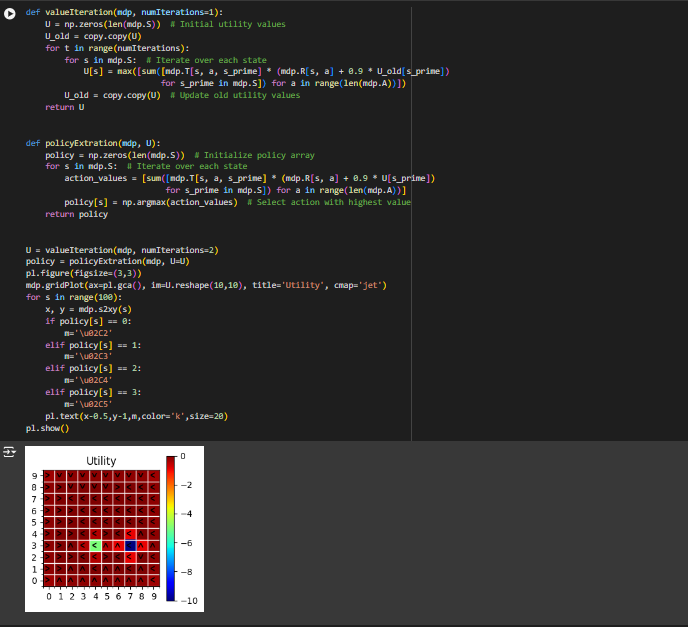 def valueIteration(mdp, numIterations=1):
    U = np.zeros(len(mdp.S))  # Initial utility values
    U_old = copy.copy(U)
    for t in range(numIterations):
        for s in mdp.S:  # Iterate over each state
            U[s] = max([sum([mdp.T[s, a, s_prime] * (mdp.R[s, a] + 0.9 * U_old[s_prime])
                            for s_prime in mdp.S]) for a in range(len(mdp.A))])
        U_old = copy.copy(U)  # Update old utility values
    return U
def policyExtration(mdp, U):
    policy = np.zeros(len(mdp.S))  # Initialize policy array
    for s in mdp.S:  # Iterate over each state
        action_values = [sum([mdp.T[s, a, s_prime] * (mdp.R[s, a] + 0.9 * U[s_prime])
                             for s_prime in mdp.S]) for a in range(len(mdp.A))]
        policy[s] = np.argmax(action_values)  # Select action with highest value
    return policy
U = valueIteration(mdp, numIterations=2)
policy = policyExtration(mdp, U=U)
pl.figure(figsize=(3,3))
mdp.gridPlot(ax=pl.gca(), im=U.reshape(10,10), title='Utility', cmap='jet')
for s in range(100):
    x, y = mdp.s2xy(s)
    if policy[s] == 0:
        m='\u02C2'
    elif policy[s] == 1:
        m='\u02C3'
    elif policy[s] == 2:
        m='\u02C4'
    elif policy[s] == 3:
        m='\u02C5'
    pl.text(x-0.5,y-1,m,color='k',size=20)
pl.show()
Utility
9
8
7
6
5
4
3
2
1
0
0 1 2 3 4 5 6 7 8 9
0
−2
−4
−6
−8
−10